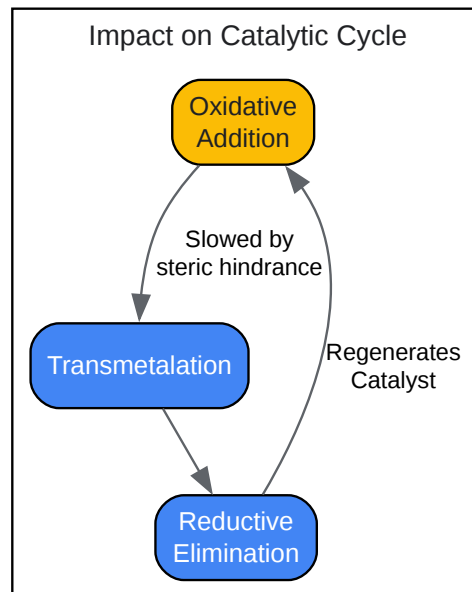 Impact on Catalytic Cycle
Oxidative
Addition
Slowed by
steric hindrance
Transmetalation
Regenerates
Catalyst
Reductive
Elimination